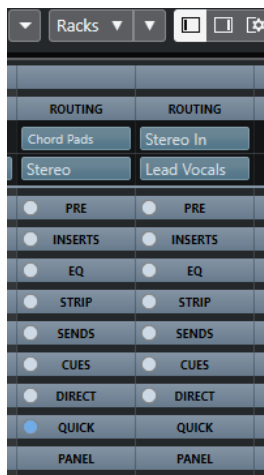 Racks
ROUTING ROUTING
Chord Pads Stereo In
Stereo Lead Vocals
PRE PRE
INSERTS INSERTS
EQ EQ
STRIP STRIP
SENDS SENDS
CUES CUES
DIRECT DIRECT
QUICK QUICK
PANEL PANEL